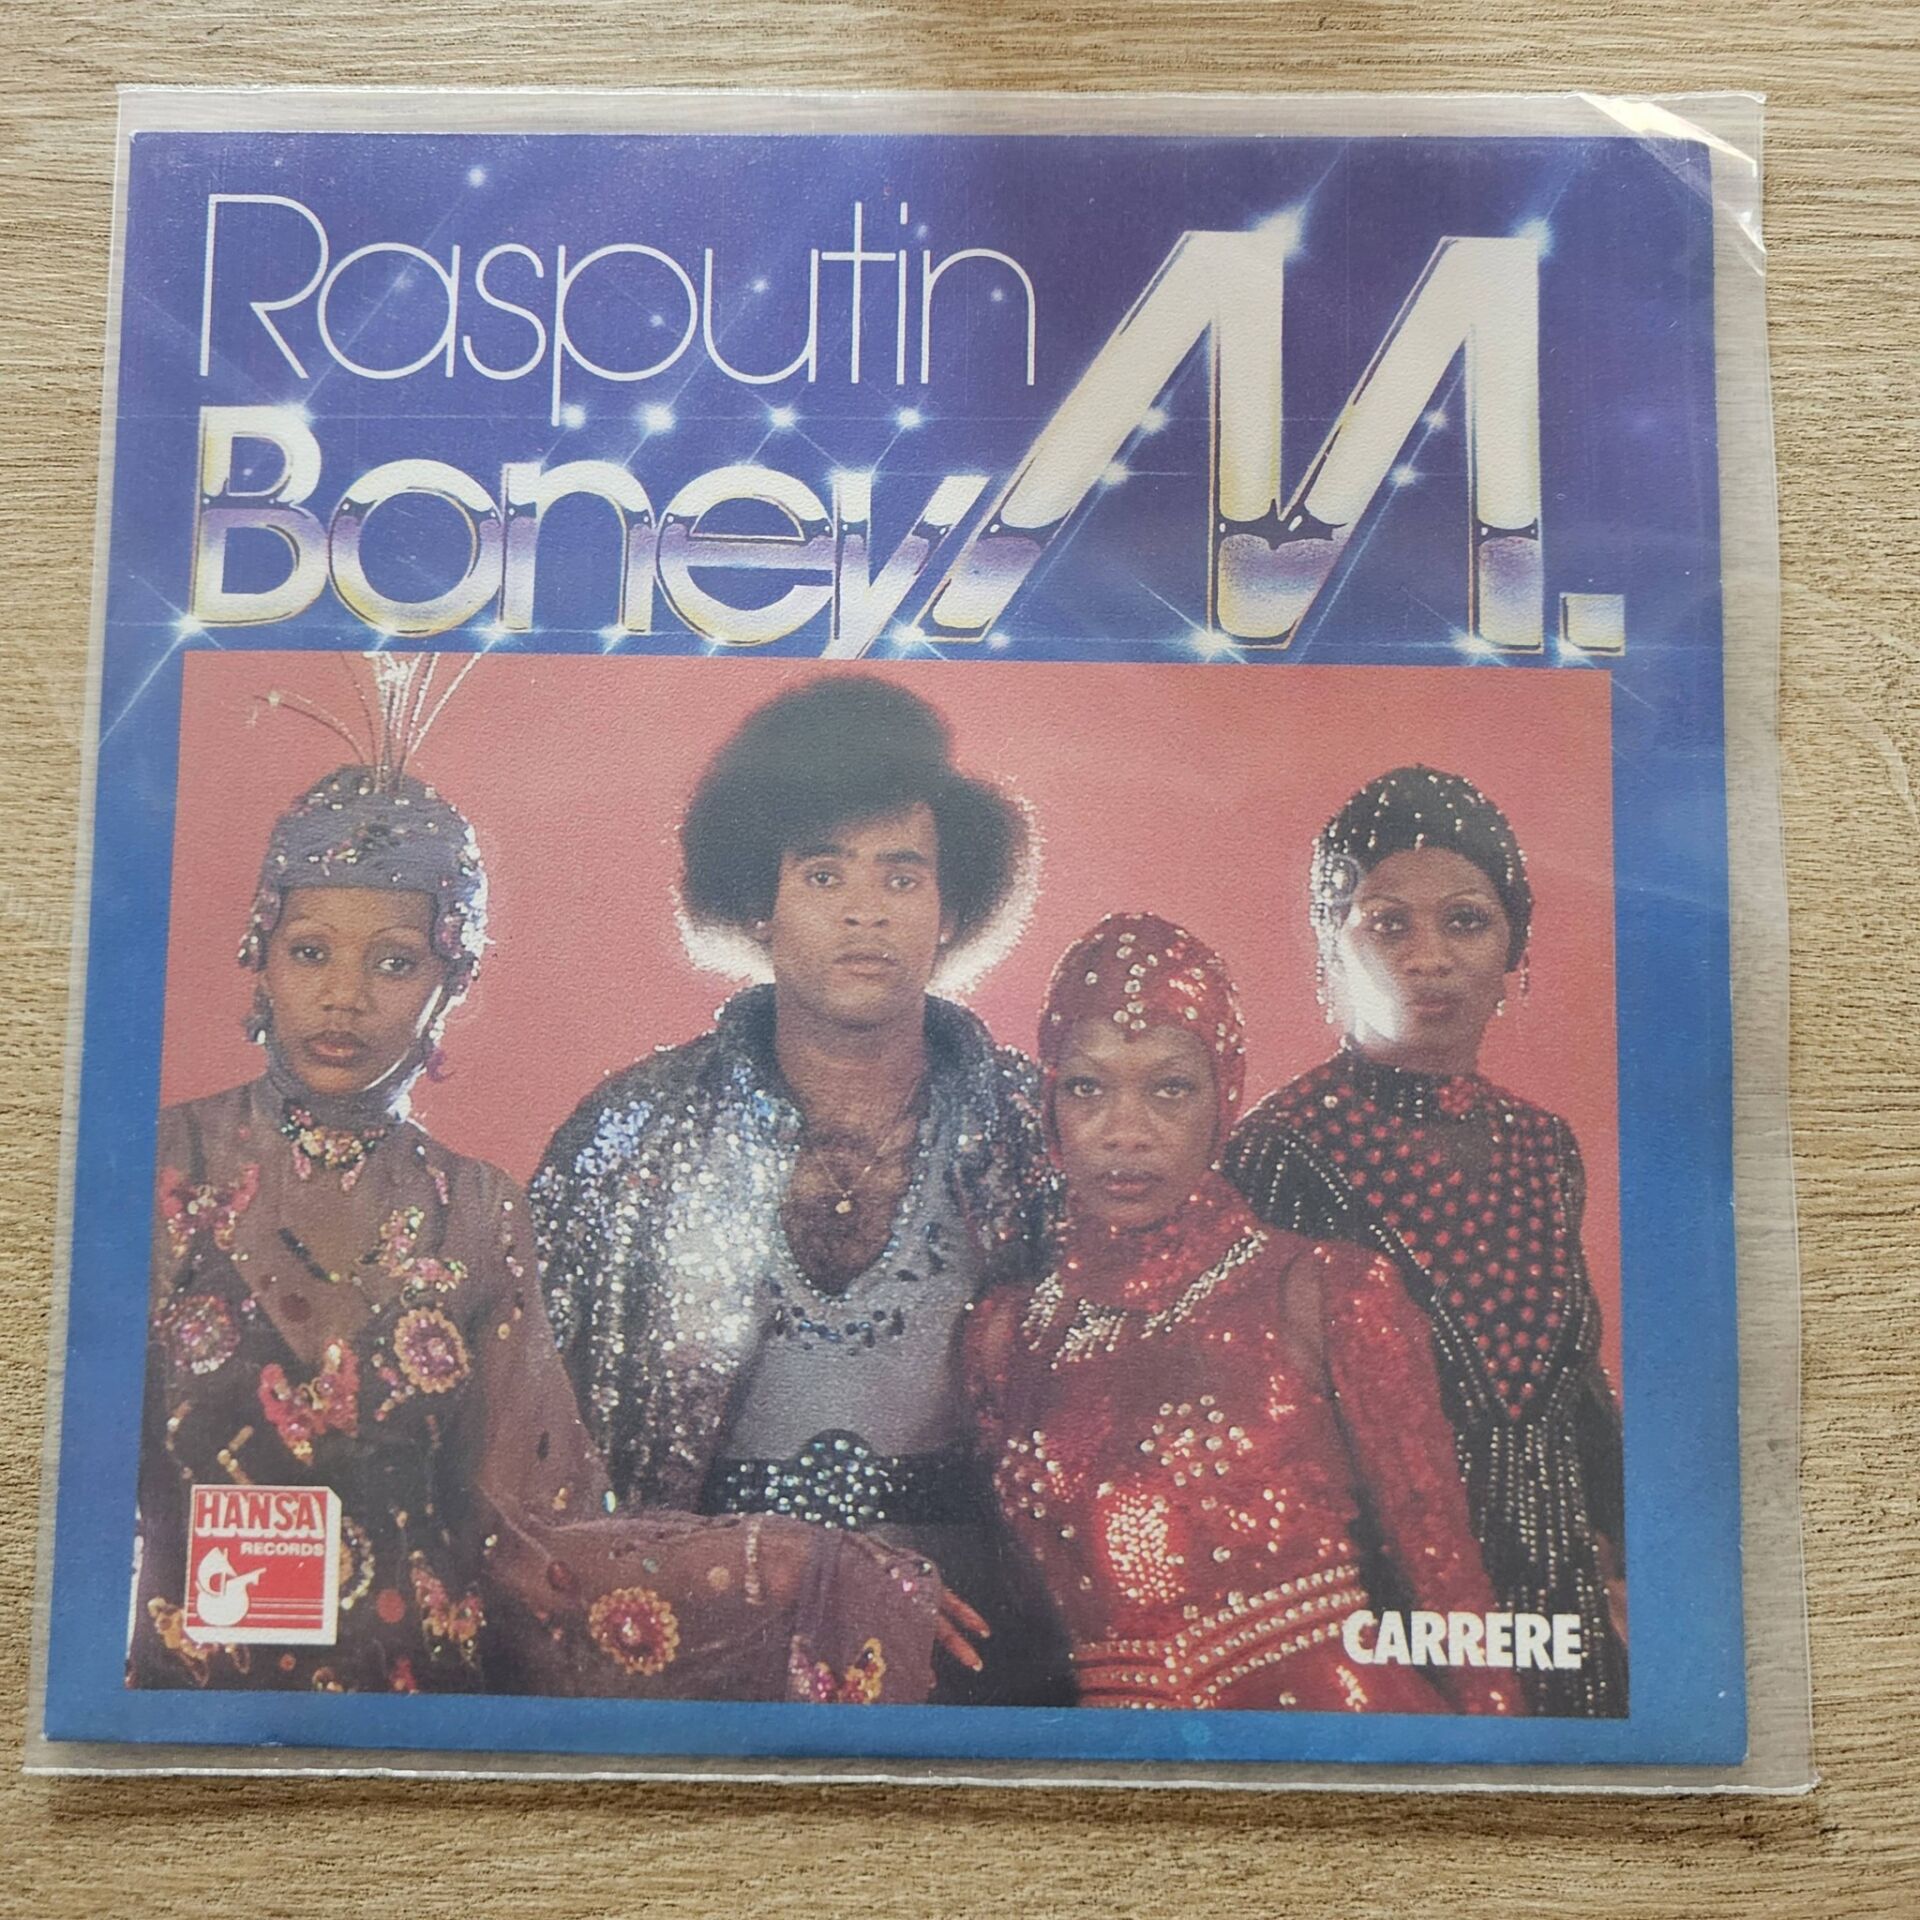 Rasputin
Boney M.
HANSA
RECORDS
CARRERE